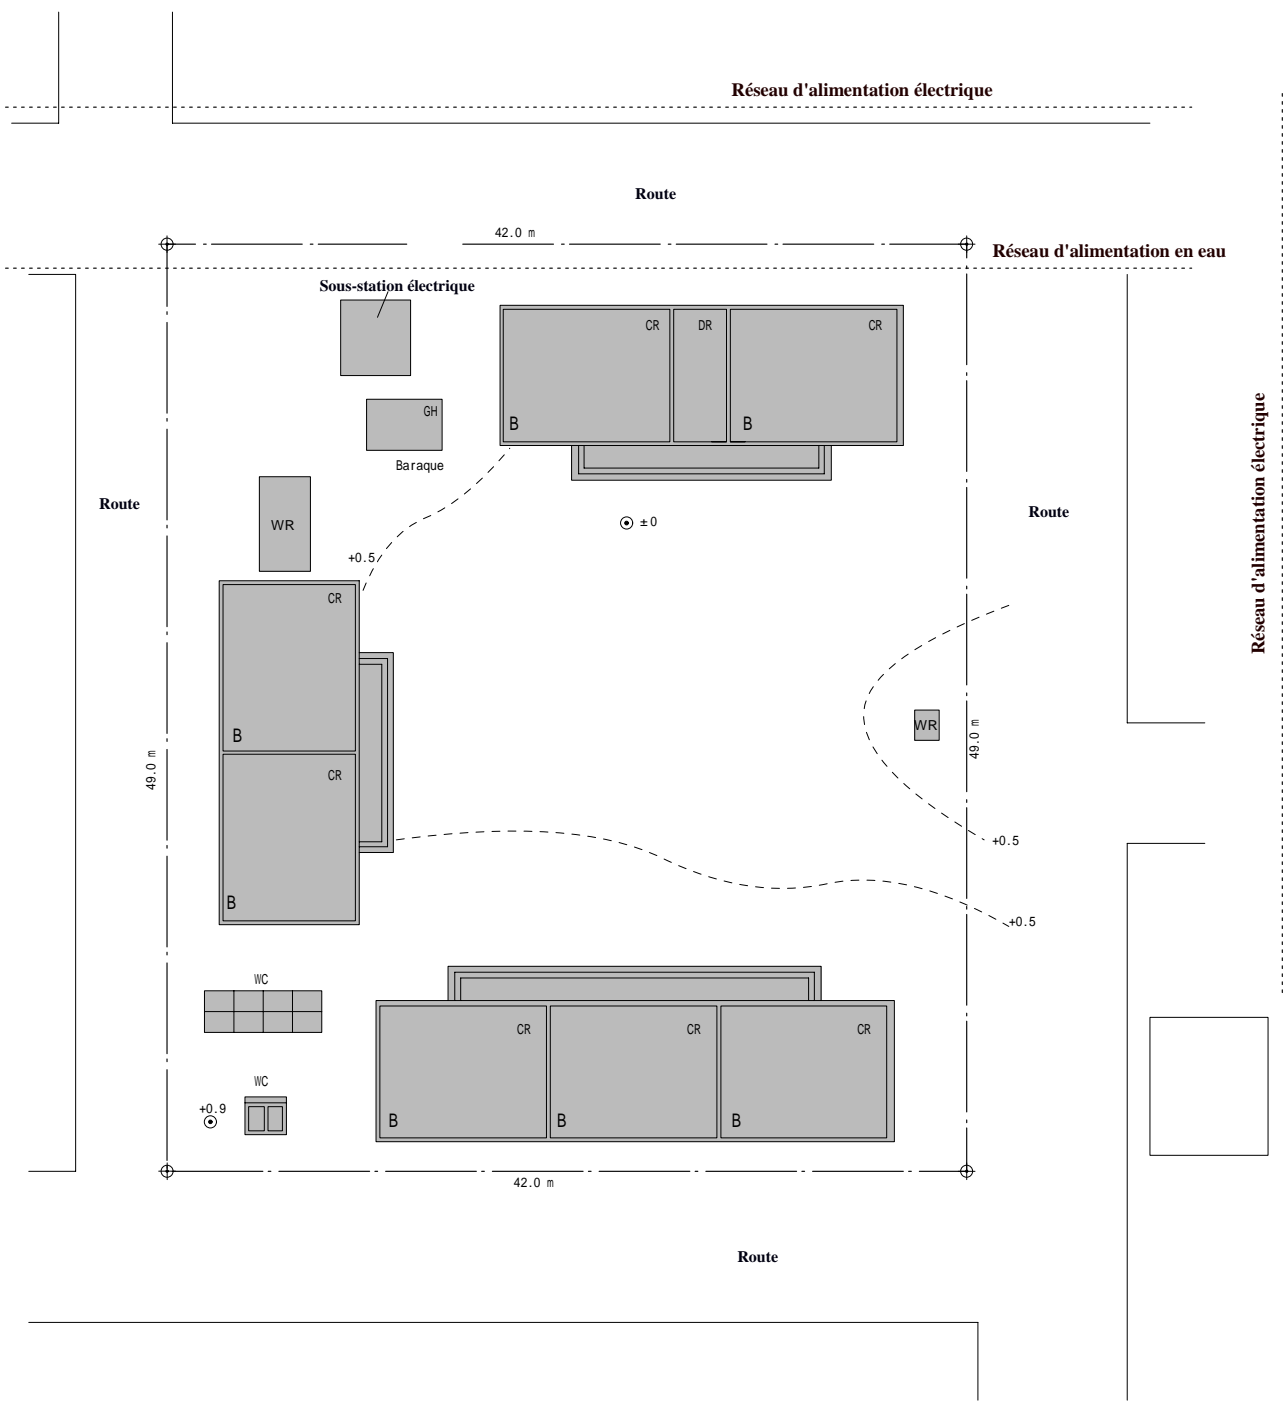 Réseau d'alimentation électrique
Route
42.0 m
Réseau d'alimentation en eau
Sous-station électrique
CR
DR
CR
GH
B
B
Baraque
Réseau d'alimentation électrique
Route
WR
±0
Route
+0.5
CR
B
WR
49.0 m
49.0 m
CR
+0.5
B
+0.5
WC
CR
CR
CR
WC
+0.9
B
B
B
42.0 m
Route